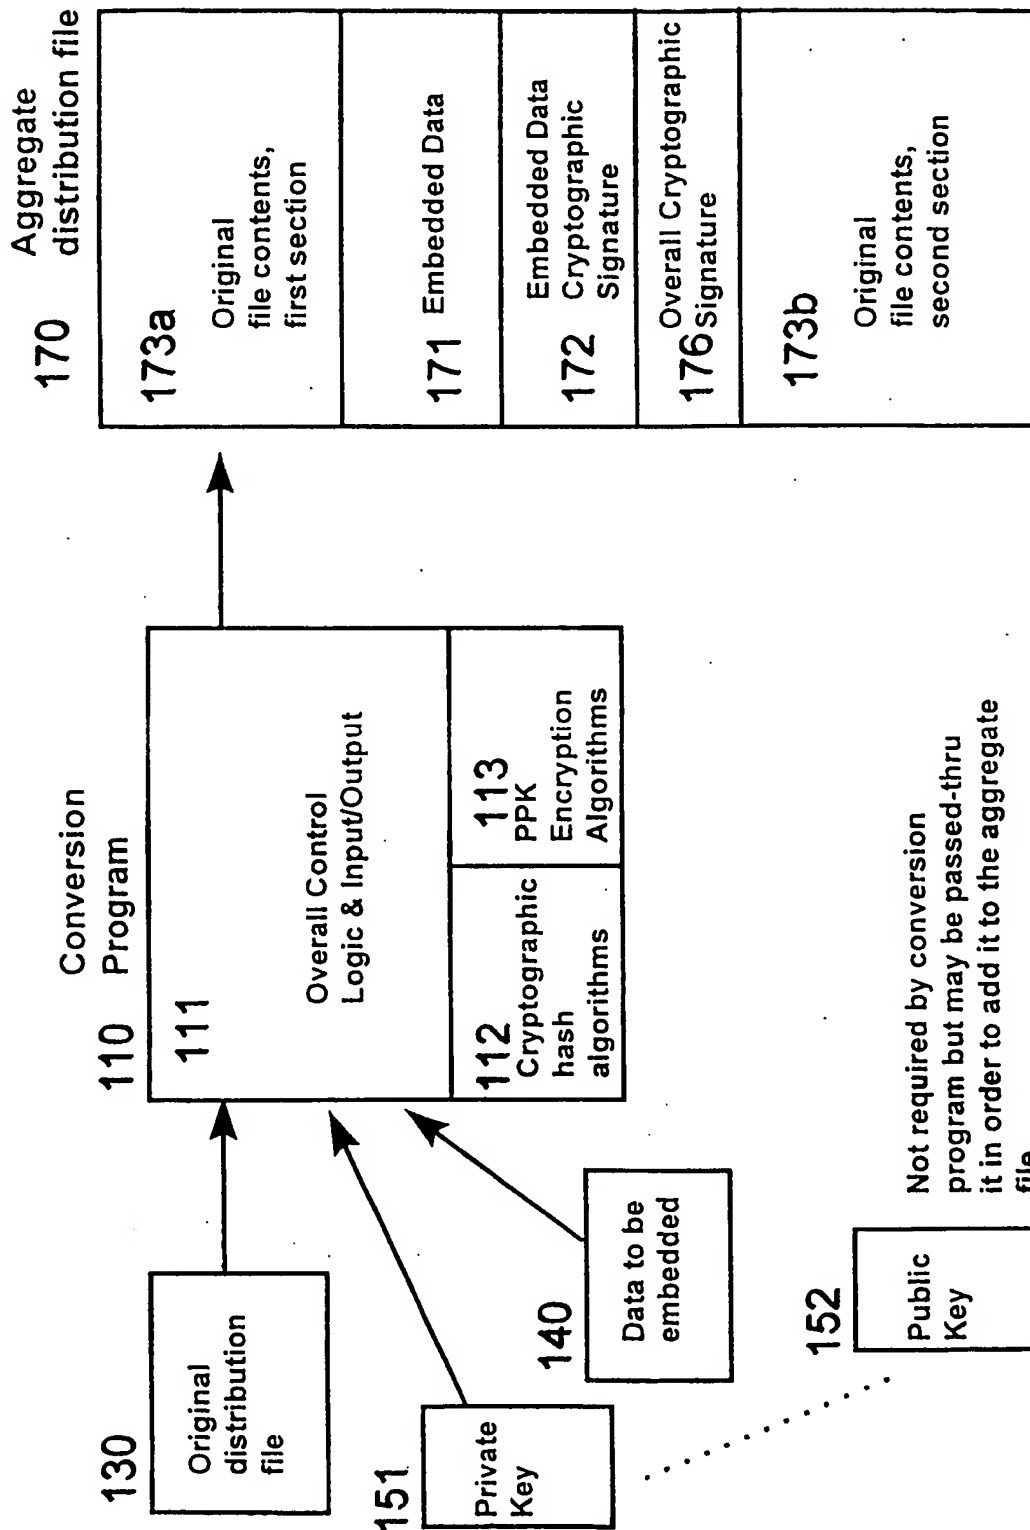 130
Original
distribution
file
151
Private
Key
140
Data to be
embedded
152
Public
Key
Not required by conversion
program but may be passed-thru
it in order to add it to the aggregate
file
Conversion
110 Program
111
Overall Control
Logic & Input/Output
112
Cryptographic
hash
algorithms
113
PPK
Encryption
Algorithms
Aggregate
170 distribution file
173a
Original
file contents,
first section
171 Embedded Data
Embedded Data
172 Cryptographic
Signature
Overall Cryptographic
176 Signature
173b
Original
file contents,
second section